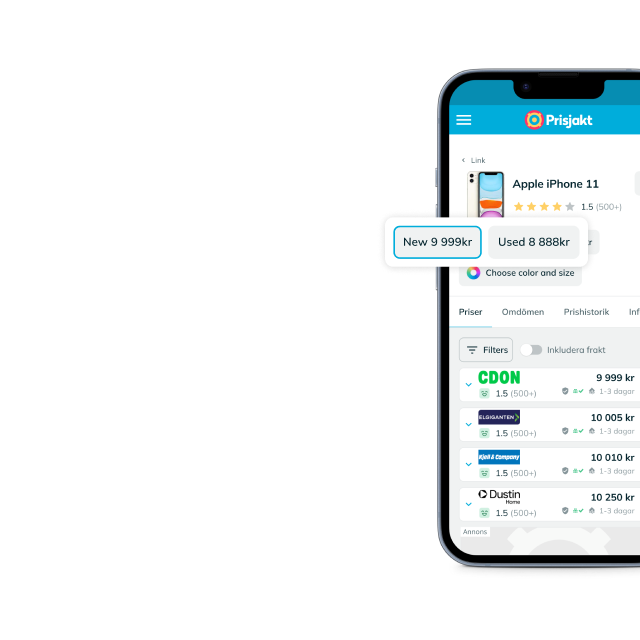 Prisjakt
Link
Apple iPhone 11
1.5 (500+)
New 9 999kr
Used 8 888kr
Choose color and size
Priser
Omdömen
Prishistorik
Inf
Filters
Inkludera frakt
CDON
9 999 kr
1.5 (500+)
1-3 dagar
ELGIGANTEN
10 005 kr
1.5 (500+)
1-3 dagar
Kjell & Company
10 010 kr
1.5 (500+)
1-3 dagar
Dustin
Home
10 250 kr
1.5 (500+)
1-3 dagar
Annons